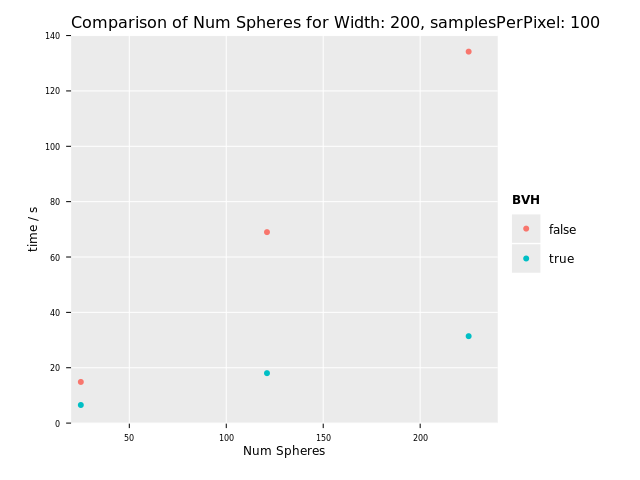 Comparison of Num Spheres for Width: 200, samplesPerPixel: 100
140
120
100
80
60
40
20
0
time / s
50 100 150 200
Num Spheres
BVH
false
true